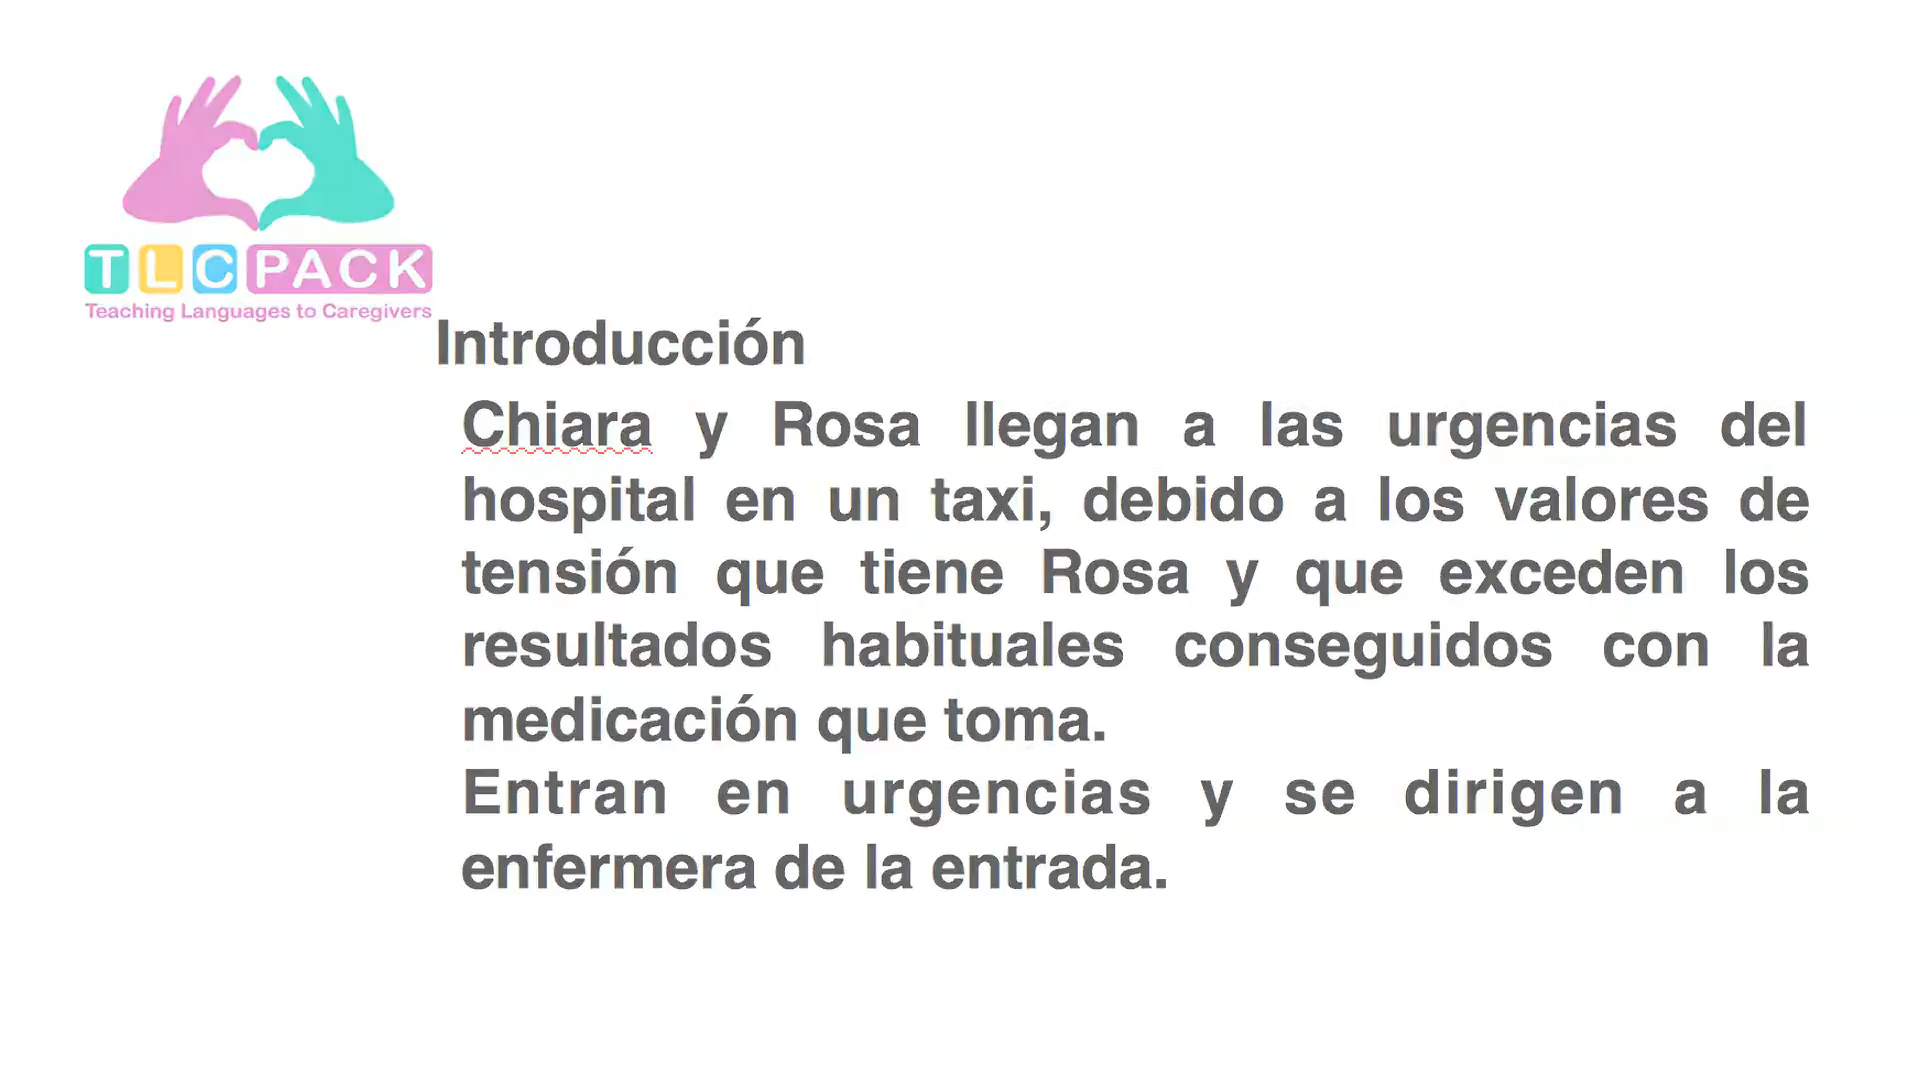 TLCPACK
Teaching Languages to Caregivers
Introducción
Chiara y Rosa llegan a las urgencias del
hospital en un taxi, debido a los valores de
tensión que tiene Rosa y que exceden los
resultados habituales conseguidos con la
medicación que toma.
Entran en urgencias y se dirigen a la
enfermera de la entrada.